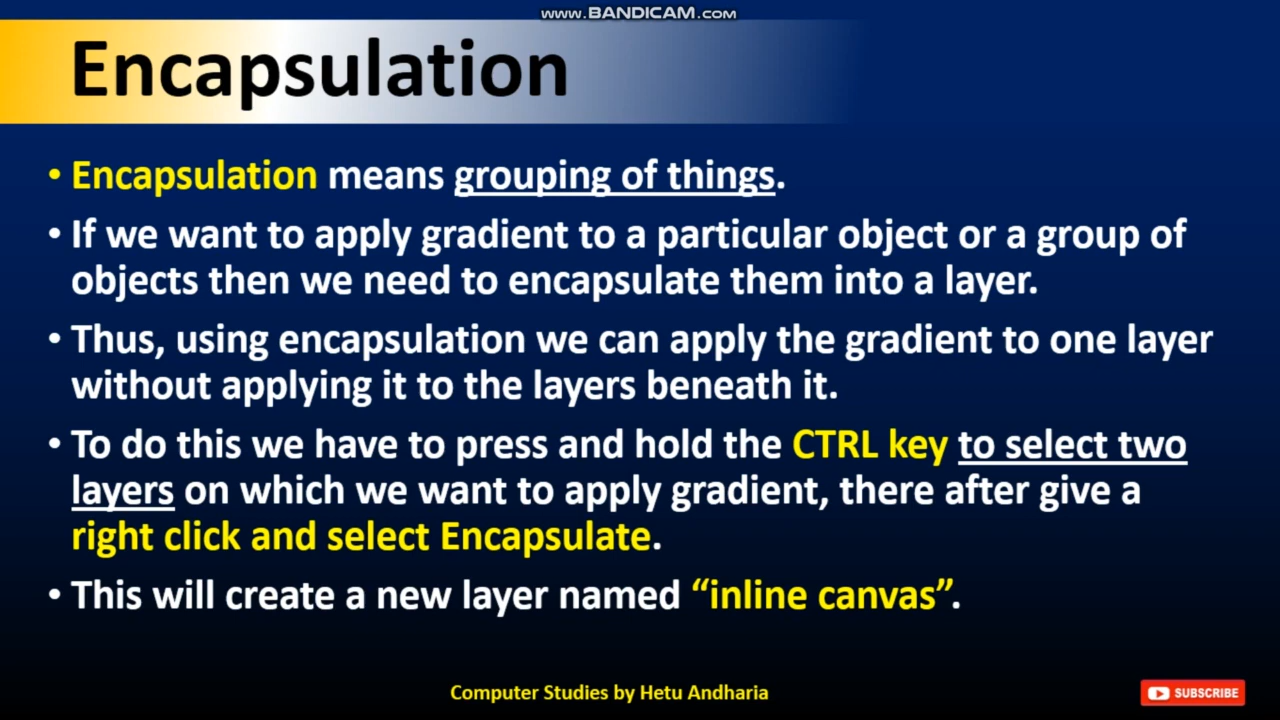 www.BANDICAM.com
Encapsulation
• Encapsulation means grouping of things.
• If we want to apply gradient to a particular object or a group of
objects then we need to encapsulate them into a layer.
• Thus, using encapsulation we can apply the gradient to one layer
without applying it to the layers beneath it.
• To do this we have to press and hold the CTRL key to select two
layers on which we want to apply gradient, there after give a
right click and select Encapsulate.
• This will create a new layer named “inline canvas”.
Computer Studies by Hetu Andharia
SUBSCRIBE